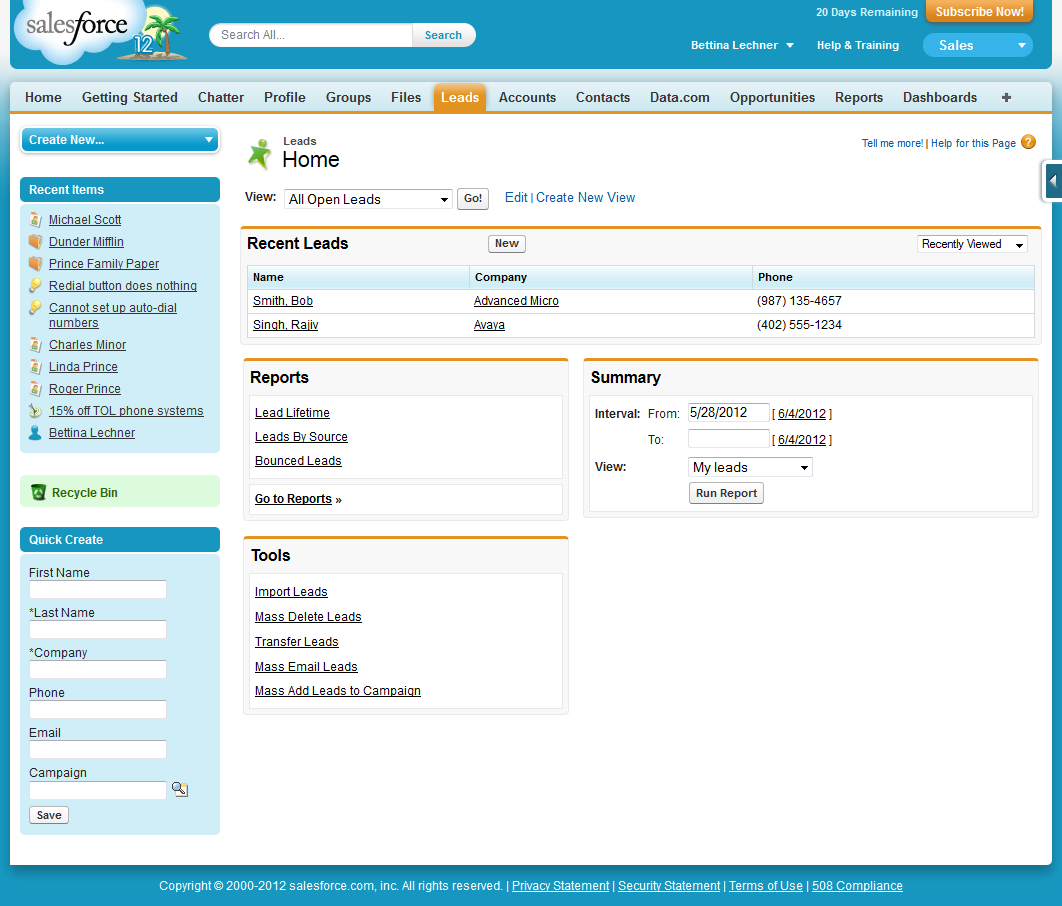 20 Days Remaining Subscribe Now!
salesforce
12
Search All... Search
Bettina Lechner Help & Training Sales
Home Getting Started Chatter Profile Groups Files Leads Accounts Contacts Data.com Opportunities Reports Dashboards +
Create New...
Recent Items
Michael Scott
Dunder Mifflin
Prince Family Paper
Redial button does nothing
Cannot set up auto-dial
numbers
Charles Minor
Linda Prince
Roger Prince
15% off TOL phone systems
Bettina Lechner
Recycle Bin
Quick Create
First Name
*Last Name
*Company
Phone
Email
Campaign
Save
Leads
Home
Tell me more! | Help for this Page ?
View: All Open Leads Go! Edit | Create New View
Recent Leads New Recently Viewed
Name Company Phone
Smith, Bob Advanced Micro (987) 135-4657
Singh, Rajiv Avaya (402) 555-1234
Reports
Lead Lifetime
Leads By Source
Bounced Leads
Go to Reports »
Summary
Interval: From: 5/28/2012 [ 6/4/2012 ]
To: [ 6/4/2012 ]
View: My leads
Run Report
Tools
Import Leads
Mass Delete Leads
Transfer Leads
Mass Email Leads
Mass Add Leads to Campaign
Copyright © 2000-2012 salesforce.com, inc. All rights reserved. | Privacy Statement | Security Statement | Terms of Use | 508 Compliance